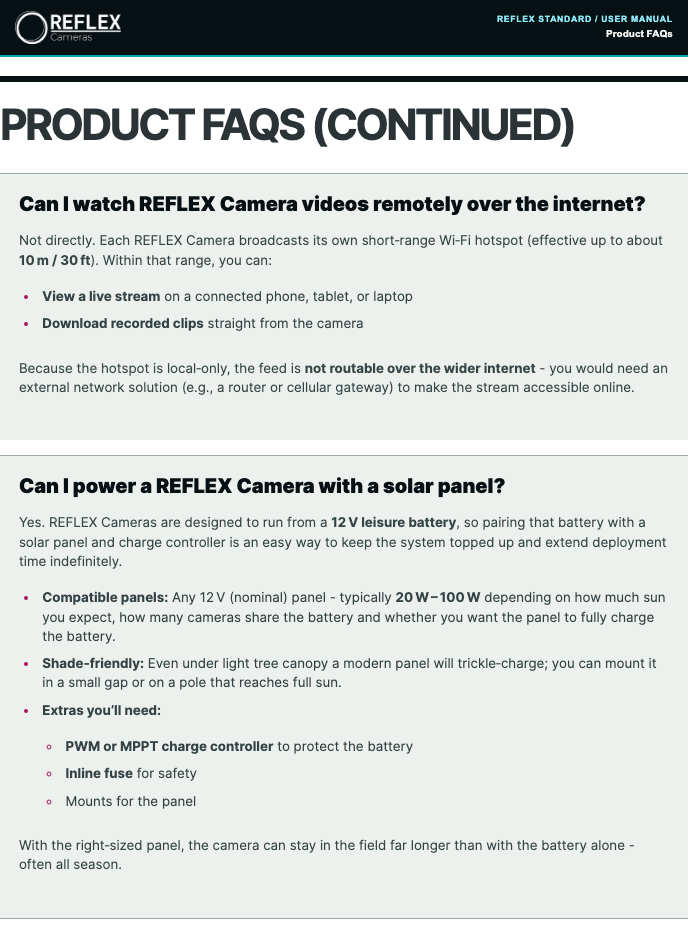 REFLEX
Cameras
REFLEX STANDARD / USER MANUAL
Product FAQs
PRODUCT FAQS (CONTINUED)
Can I watch REFLEX Camera videos remotely over the internet?
Not directly. Each REFLEX Camera broadcasts its own short-range Wi-Fi hotspot (effective up to about
10 m / 30 ft). Within that range, you can:
• View a live stream on a connected phone, tablet, or laptop
• Download recorded clips straight from the camera
Because the hotspot is local-only, the feed is not routable over the wider internet - you would need an
external network solution (e.g., a router or cellular gateway) to make the stream accessible online.
Can I power a REFLEX Camera with a solar panel?
Yes. REFLEX Cameras are designed to run from a 12 V leisure battery, so pairing that battery with a
solar panel and charge controller is an easy way to keep the system topped up and extend deployment
time indefinitely.
• Compatible panels: Any 12 V (nominal) panel - typically 20 W – 100 W depending on how much sun
you expect, how many cameras share the battery and whether you want the panel to fully charge
the battery.
• Shade-friendly: Even under light tree canopy a modern panel will trickle-charge; you can mount it
in a small gap or on a pole that reaches full sun.
• Extras you'll need:
◦ PWM or MPPT charge controller to protect the battery
◦ Inline fuse for safety
◦ Mounts for the panel
With the right-sized panel, the camera can stay in the field far longer than with the battery alone -
often all season.